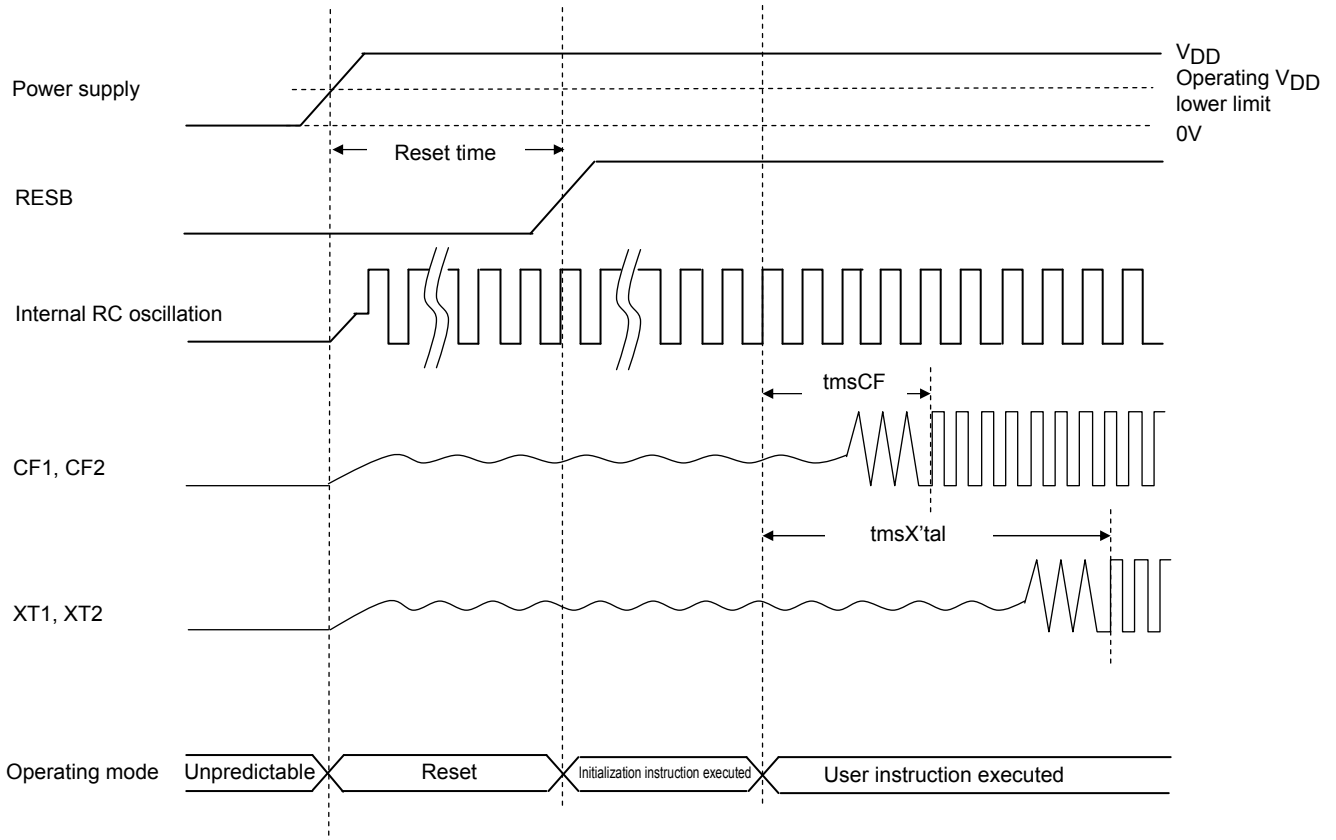 VDD
Power supply
Operating VDD
lower limit
0V
Reset time
RESB
Internal RC oscillation
tmsCF
CF1, CF2
tmsX’tal
XT1, XT2
Operating mode
Unpredictable
Reset
Initialization instruction executed
User instruction executed